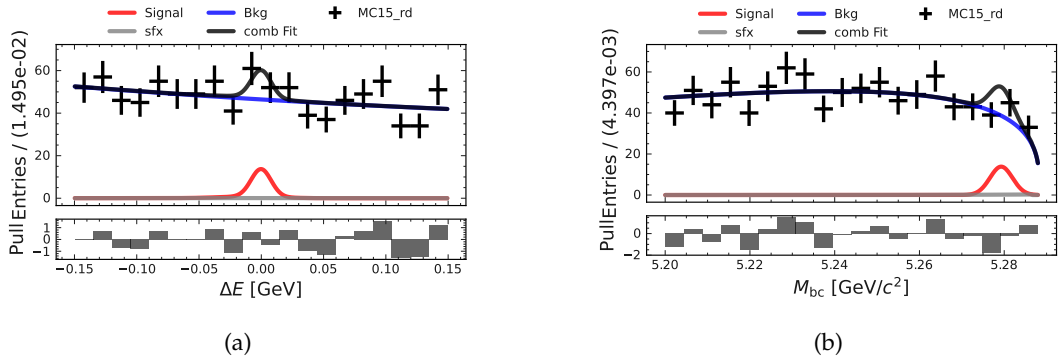 Signal Bkg MC15_rd
sfx comb Fit
Entries / (1.495e-02)
60
40
20
0
Pull
1
0
−1
−0.15 −0.10 −0.05 0.00 0.05 0.10 0.15
ΔE [GeV]
(a)
Signal Bkg MC15_rd
sfx comb Fit
Entries / (4.397e-03)
60
40
20
0
Pull
0
−2
5.20 5.22 5.24 5.26 5.28
M_bc [GeV/c²]
(b)